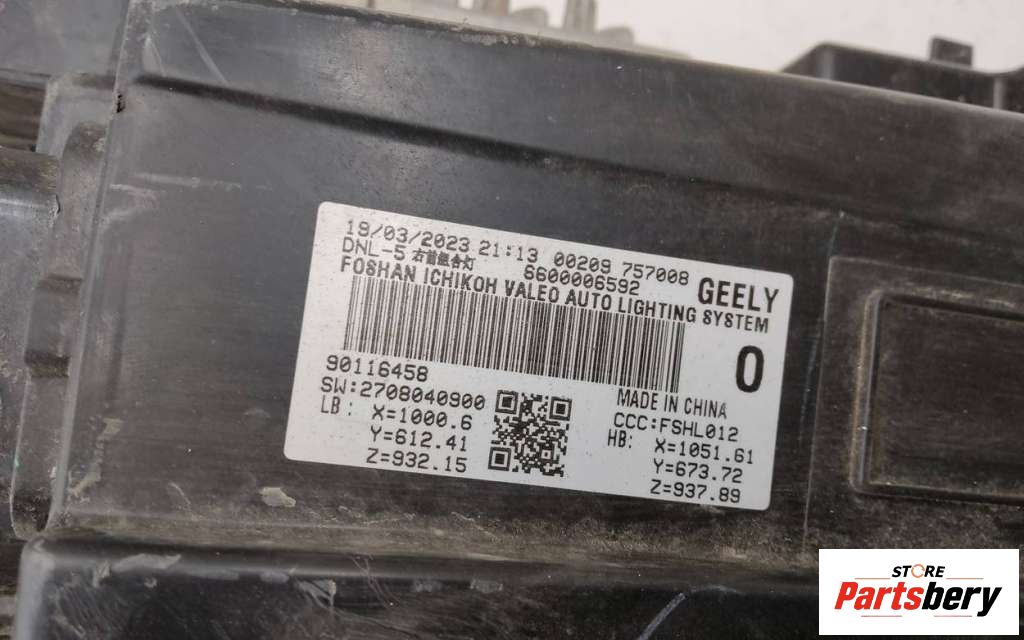 19/03/2023 21:13 00209 757008
DNL-5 右前组合灯 6600006592 GEELY
FOSHAN ICHIKOH VALEO AUTO LIGHTING SYSTEM
0
90116458
SW:2708040900
LB: X=1000.6
Y=612.41
Z=932.15
MADE IN CHINA
CCC:FSHL012
HB: X=1051.61
Y=673.72
Z=937.89
STORE
Partsbery